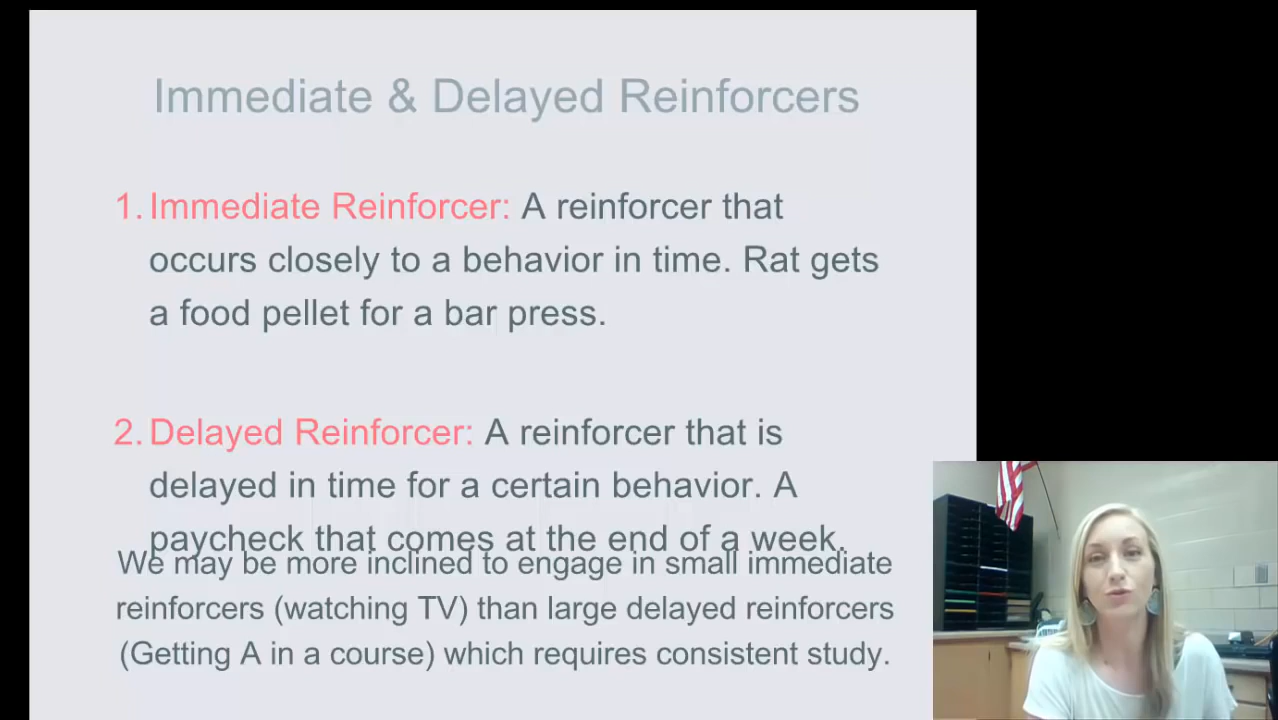 Immediate & Delayed Reinforcers
1. Immediate Reinforcer: A reinforcer that
occurs closely to a behavior in time. Rat gets
a food pellet for a bar press.
2. Delayed Reinforcer: A reinforcer that is
delayed in time for a certain behavior. A
paycheck that comes at the end of a week.
We may be more inclined to engage in small immediate
reinforcers (watching TV) than large delayed reinforcers
(Getting A in a course) which requires consistent study.